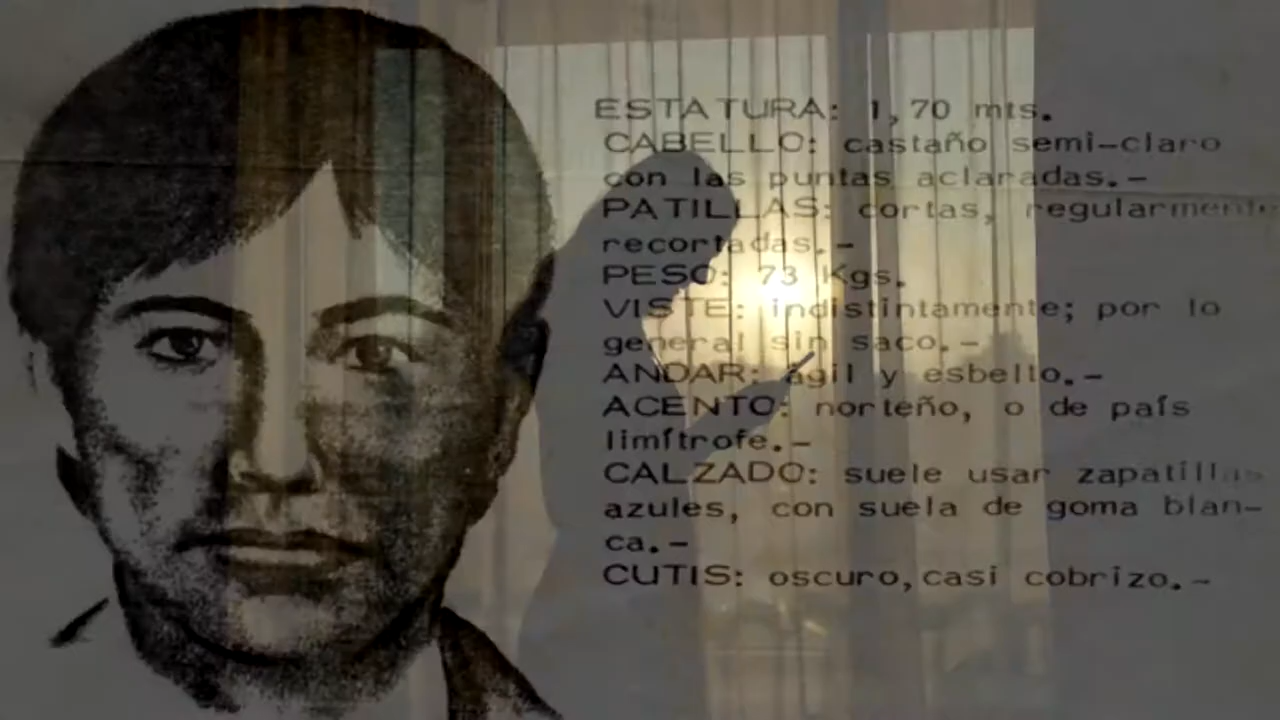 ESTATURA: 1,70 mts.
CABELLO: castaño semi-claro
con las puntas aclaradas.-
PATILLAS: cortas, regularmente
recortadas.-
PESO: 73 Kgs.
VISTE: indistintamente; por lo
general sin saco.-
ANDAR: ágil y esbelto.-
ACENTO: norteño, o de país
limítrofe.-
CALZADO: suele usar zapatillas
azules, con suela de goma blan-
ca.-
CUTIS: oscuro,casi cobrizo.-